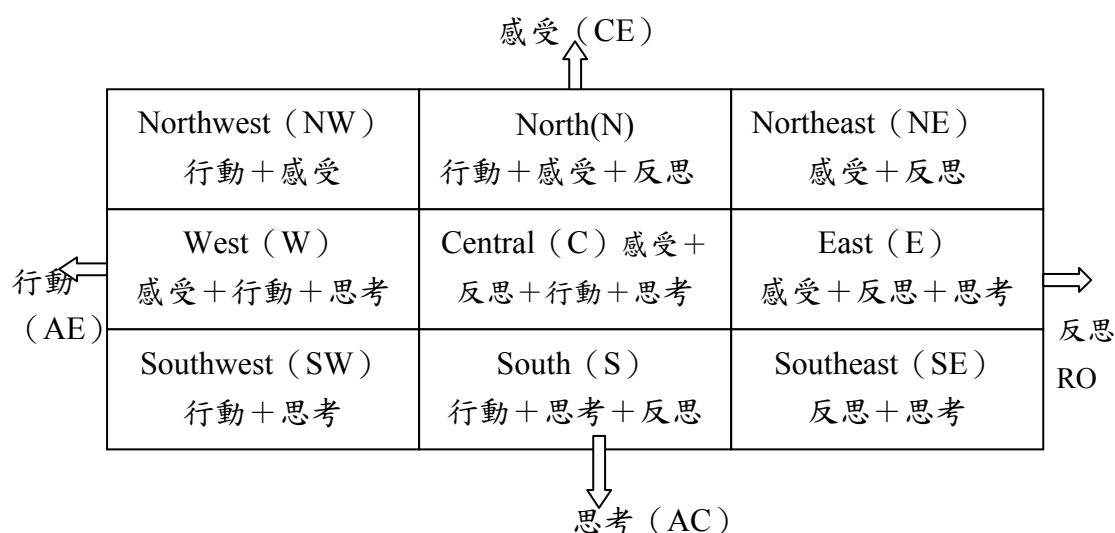 感受（CE）
Northwest（NW）
行動＋感受
North(N)
行動＋感受＋反思
Northeast（NE）
感受＋反思
行動
（AE）
West（W）
感受＋行動＋思考
Central（C）感受＋
反思＋行動＋思考
East（E）
感受＋反思＋思考
反思
RO
Southwest（SW）
行動＋思考
South（S）
行動＋思考＋反思
Southeast（SE）
反思＋思考
思考（AC）